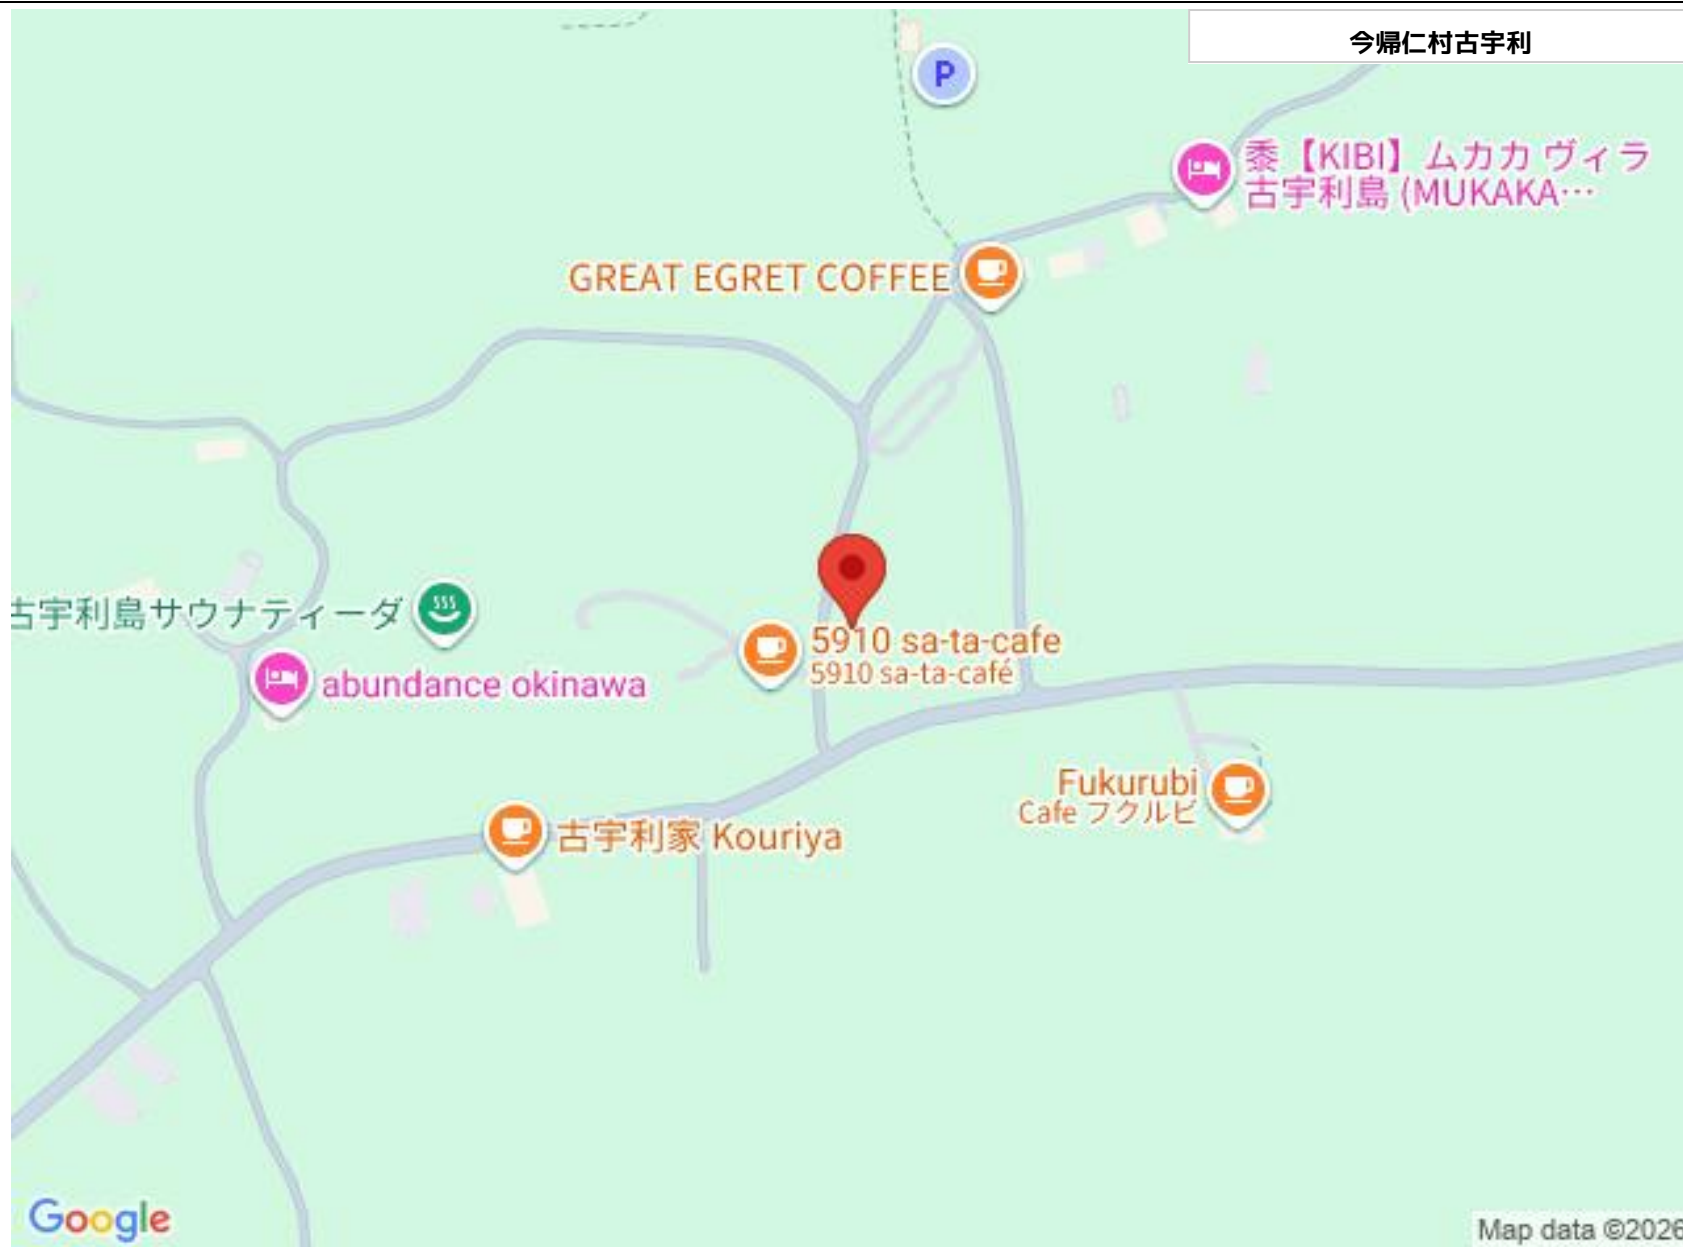 今帰仁村古宇利
P
黍【KIBI】ムカカ ヴィラ
古宇利島 (MUKAKA…
GREAT EGRET COFFEE
古宇利島サウナティーダ
5910 sa-ta-cafe
5910 sa-ta-café
abundance okinawa
Fukurubi
Cafe フクルビ
古宇利家 Kouriya
Google
Map data ©2026